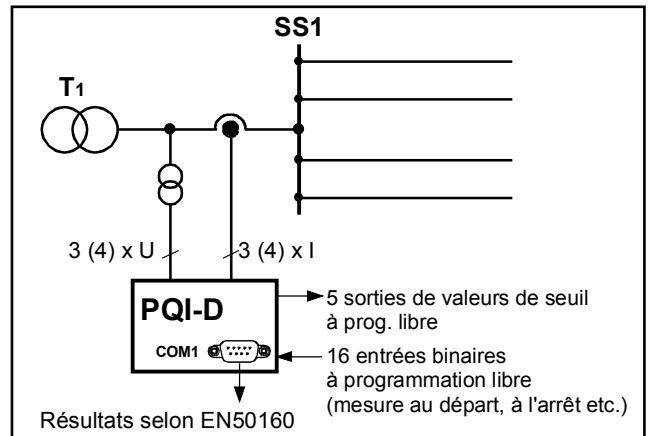 SS1
T1
3 (4) x U
3 (4) x I
PQI-D
COM1
5 sorties de valeurs de seuil
à prog. libre
16 entrées binaires
à programmation libre
(mesure au départ, à l'arrêt etc.)
Résultats selon EN50160